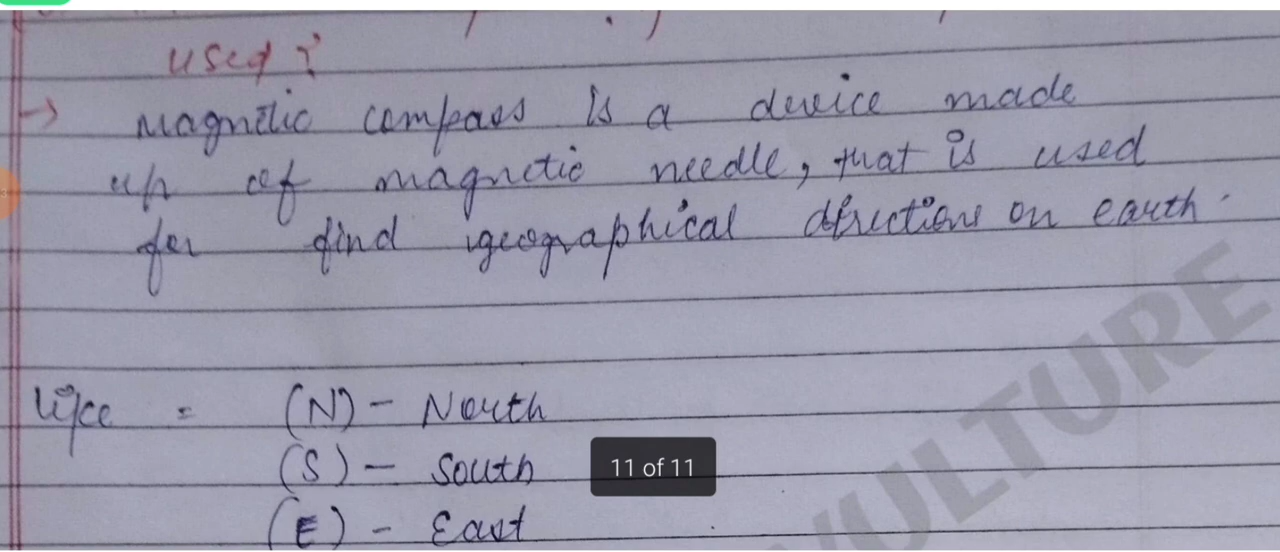 used?
→ Magnetic compass is a device made
up of magnetic needle, that is used
for find geographical directions on earth.
like = (N) - North
(S) - South
11 of 11
(E) - East
VULTURE